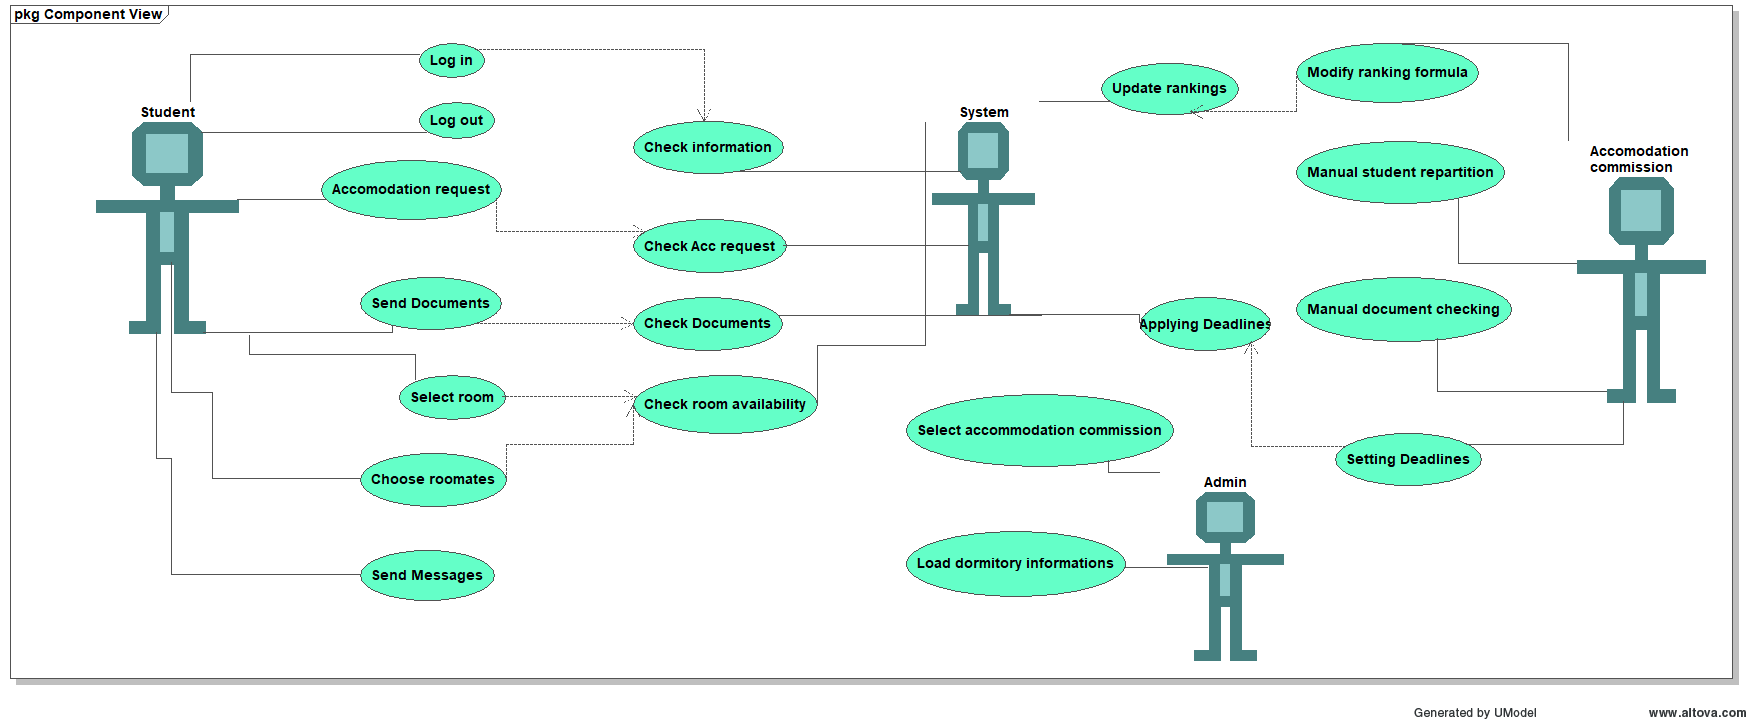 pkg Component View
Log in
Modify ranking formula
Update rankings
Student
Log out
System
Check information
Accomodation
commission
Manual student repartition
Accomodation request
Check Acc request
Send Documents
Check Documents
Applying Deadlines
Manual document checking
Select room
Check room availability
Select accommodation commission
Setting Deadlines
Choose roomates
Admin
Load dormitory informations
Send Messages
Generated by UModel
www.altova.com